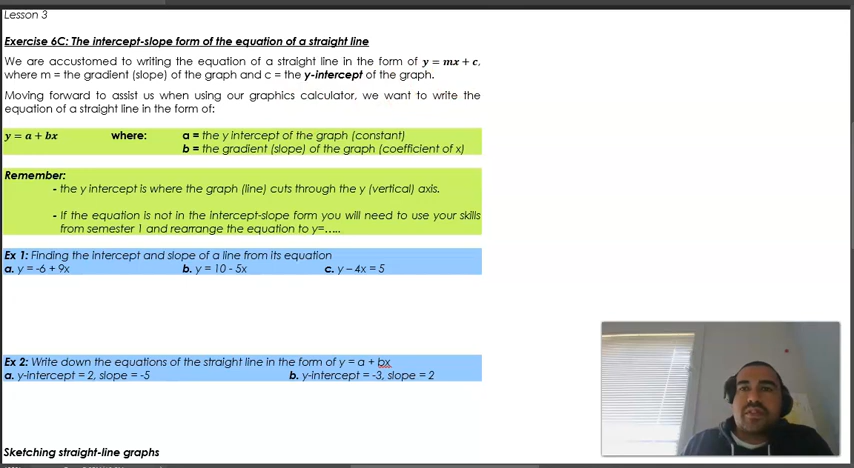 Lesson 3
Exercise 6C: The intercept-slope form of the equation of a straight line
We are accustomed to writing the equation of a straight line in the form of y = mx + c,
where m = the gradient (slope) of the graph and c = the y-intercept of the graph.
Moving forward to assist us when using our graphics calculator, we want to write the
equation of a straight line in the form of:
y = a + bx where: a = the y intercept of the graph (constant)
b = the gradient (slope) of the graph (coefficient of x)
Remember:
- the y intercept is where the graph (line) cuts through the y (vertical) axis.
- If the equation is not in the intercept-slope form you will need to use your skills
from semester 1 and rearrange the equation to y=.....
Ex 1: Finding the intercept and slope of a line from its equation
a. y = -6 + 9x b. y = 10 - 5x c. y – 4x = 5
Ex 2: Write down the equations of the straight line in the form of y = a + bx
a. y-intercept = 2, slope = -5 b. y-intercept = -3, slope = 2
Sketching straight-line graphs